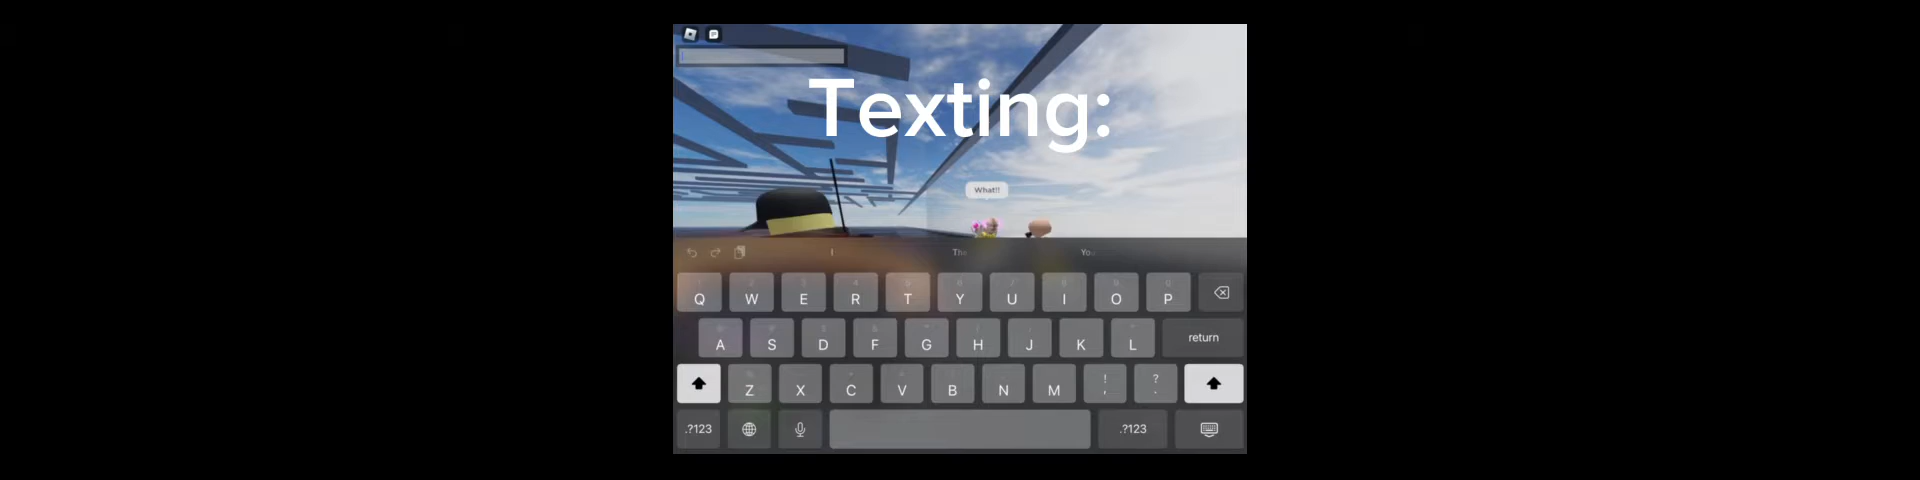 Texting:
What!!
I The You
Q W E R T Y U I O P
A S D F G H J K L return
Z X C V B N M ! , ? .
.?123 .?123